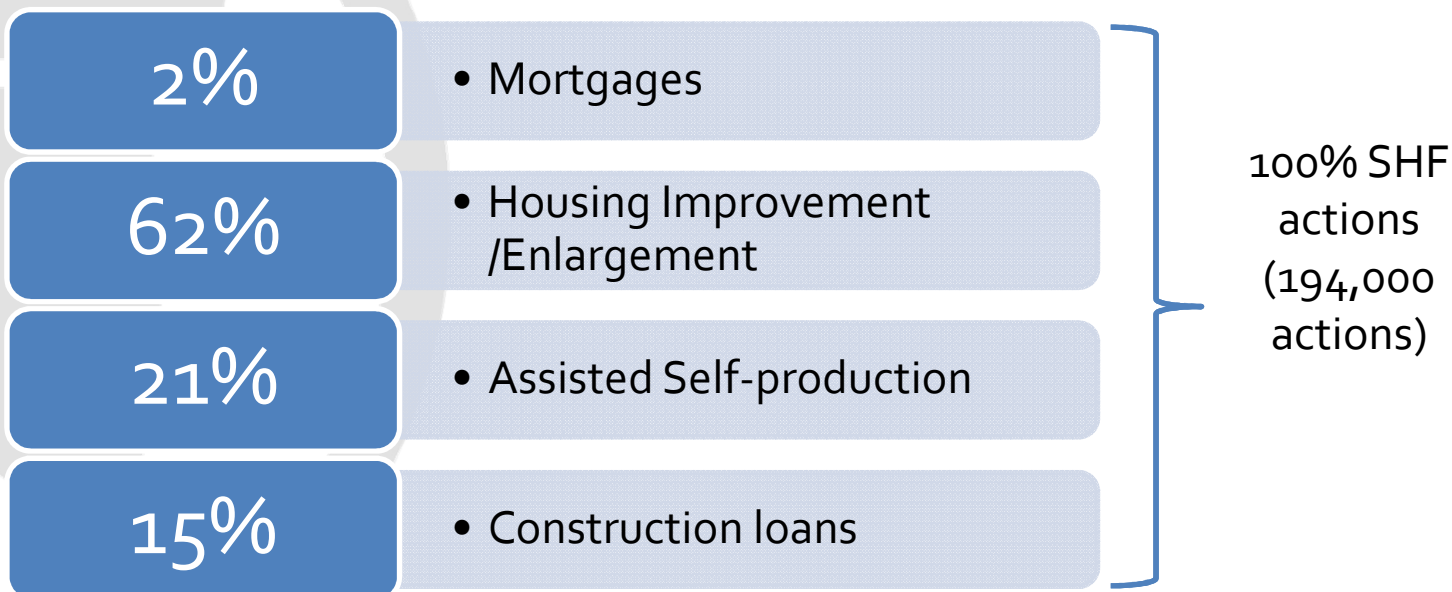 2%
• Mortgages
62%
• Housing Improvement
/Enlargement
21%
• Assisted Self-production
15%
• Construction loans
100% SHF
actions
(194,000
actions)